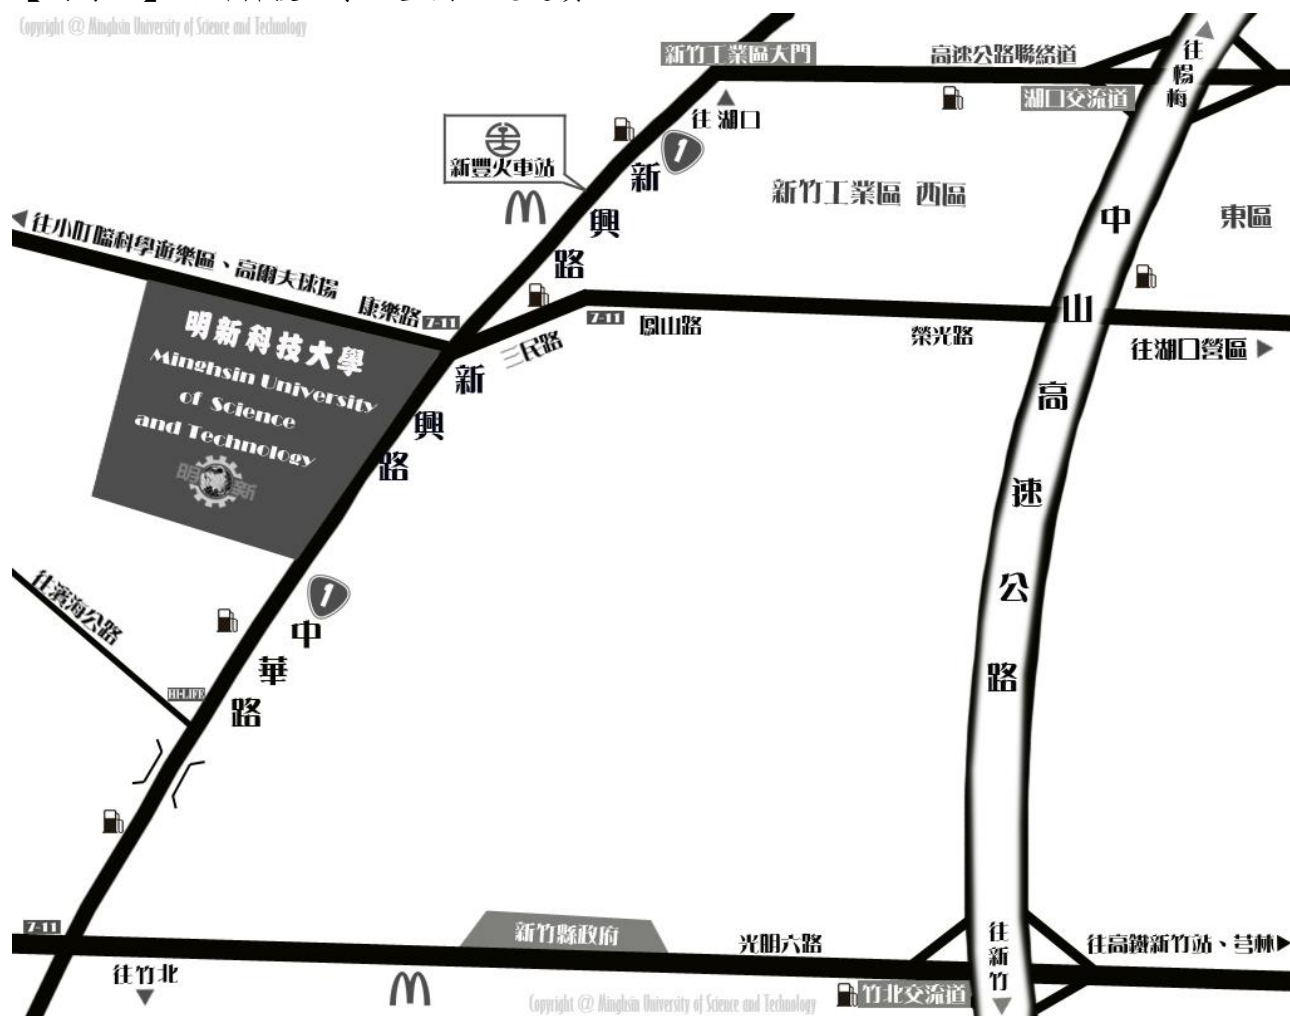 Copyright @ Minghsin University of Science and Technology
新竹工業區大門
高速公路聯絡道
往楊梅
湖口交流道
往湖口
1
新豐火車站
新興路
新竹工業區 西區
東區
往小叮噹科學遊樂區、高爾夫球場
康樂路
7-11
三民路
7-11
鳳山路
榮光路
往湖口營區
明新科技大學
Minghsin University
of Science
and Technology
明新
新興路
中山高速公路
往濱海公路
1
中華路
HI-LIFE
7-11
往竹北
新竹縣政府
光明六路
往新竹
往高鐵新竹站、芎林
竹北交流道
Copyright @ Minghsin University of Science and Technology